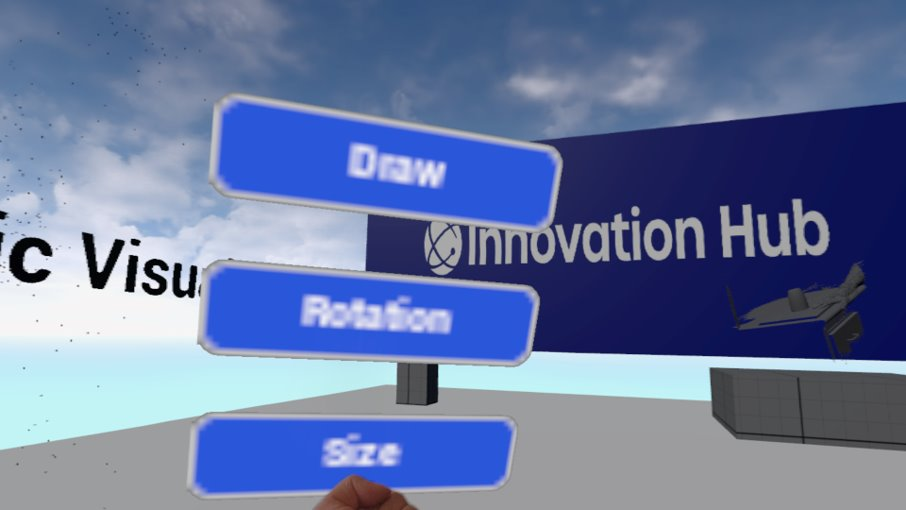 Draw
Innovation Hub
ic Visu
Rotation
Size